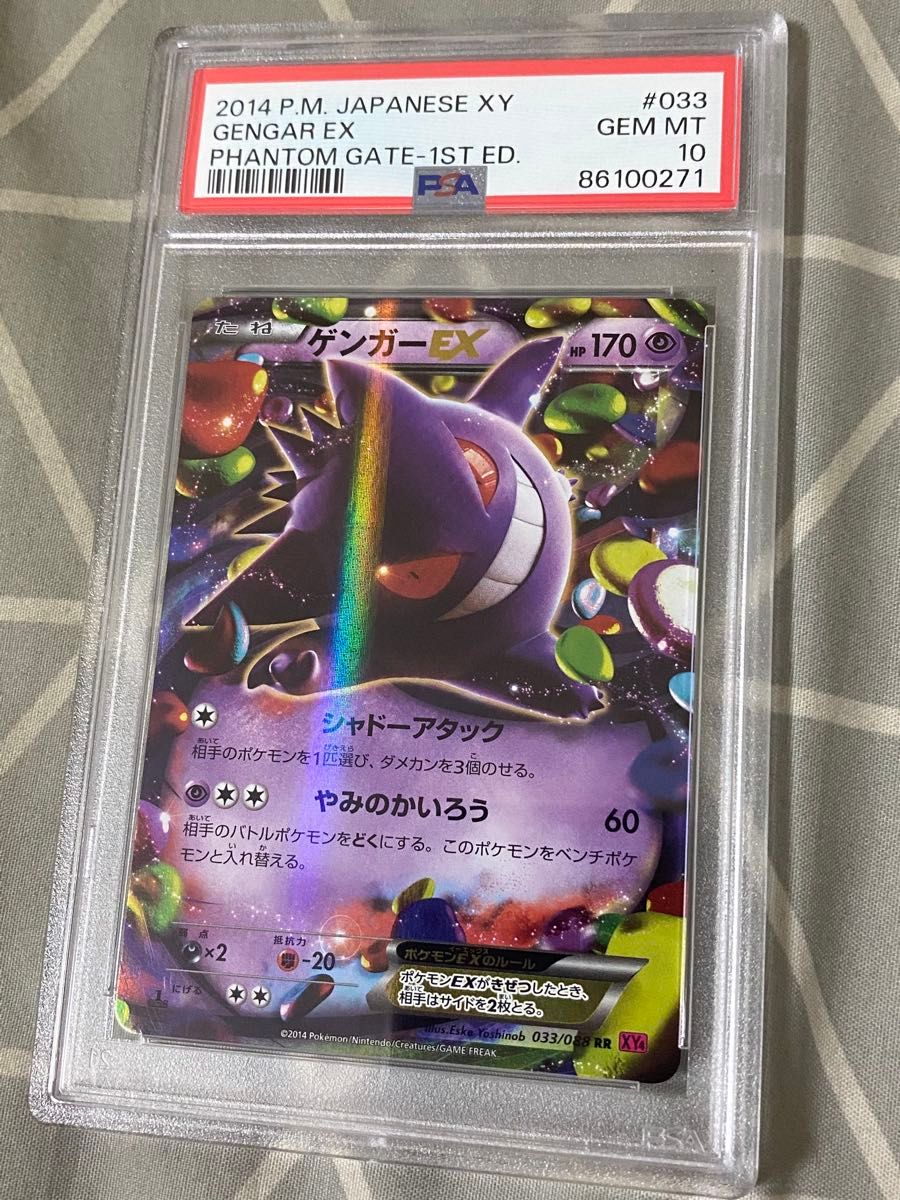 2014 P.M. JAPANESE XY #033
GENGAR EX GEM MT
PHANTOM GATE-1ST ED. 10
PSA 86100271
たね ゲンガーEX HP 170
シャドーアタック
相手のポケモンを1匹選び、ダメカンを3個のせる。
やみのかいろう 60
相手のバトルポケモンをどくにする。このポケモンをベンチポケ
モンと入れ替える。
弱点 抵抗力
×2 -20
ポケモンEXのルール
ポケモンEXがきぜつしたとき、
相手はサイドを2枚とる。
にげる
illus.Eske Yoshinob 033/088 RR XY4
©2014 Pokémon/Nintendo/Creatures/GAME FREAK